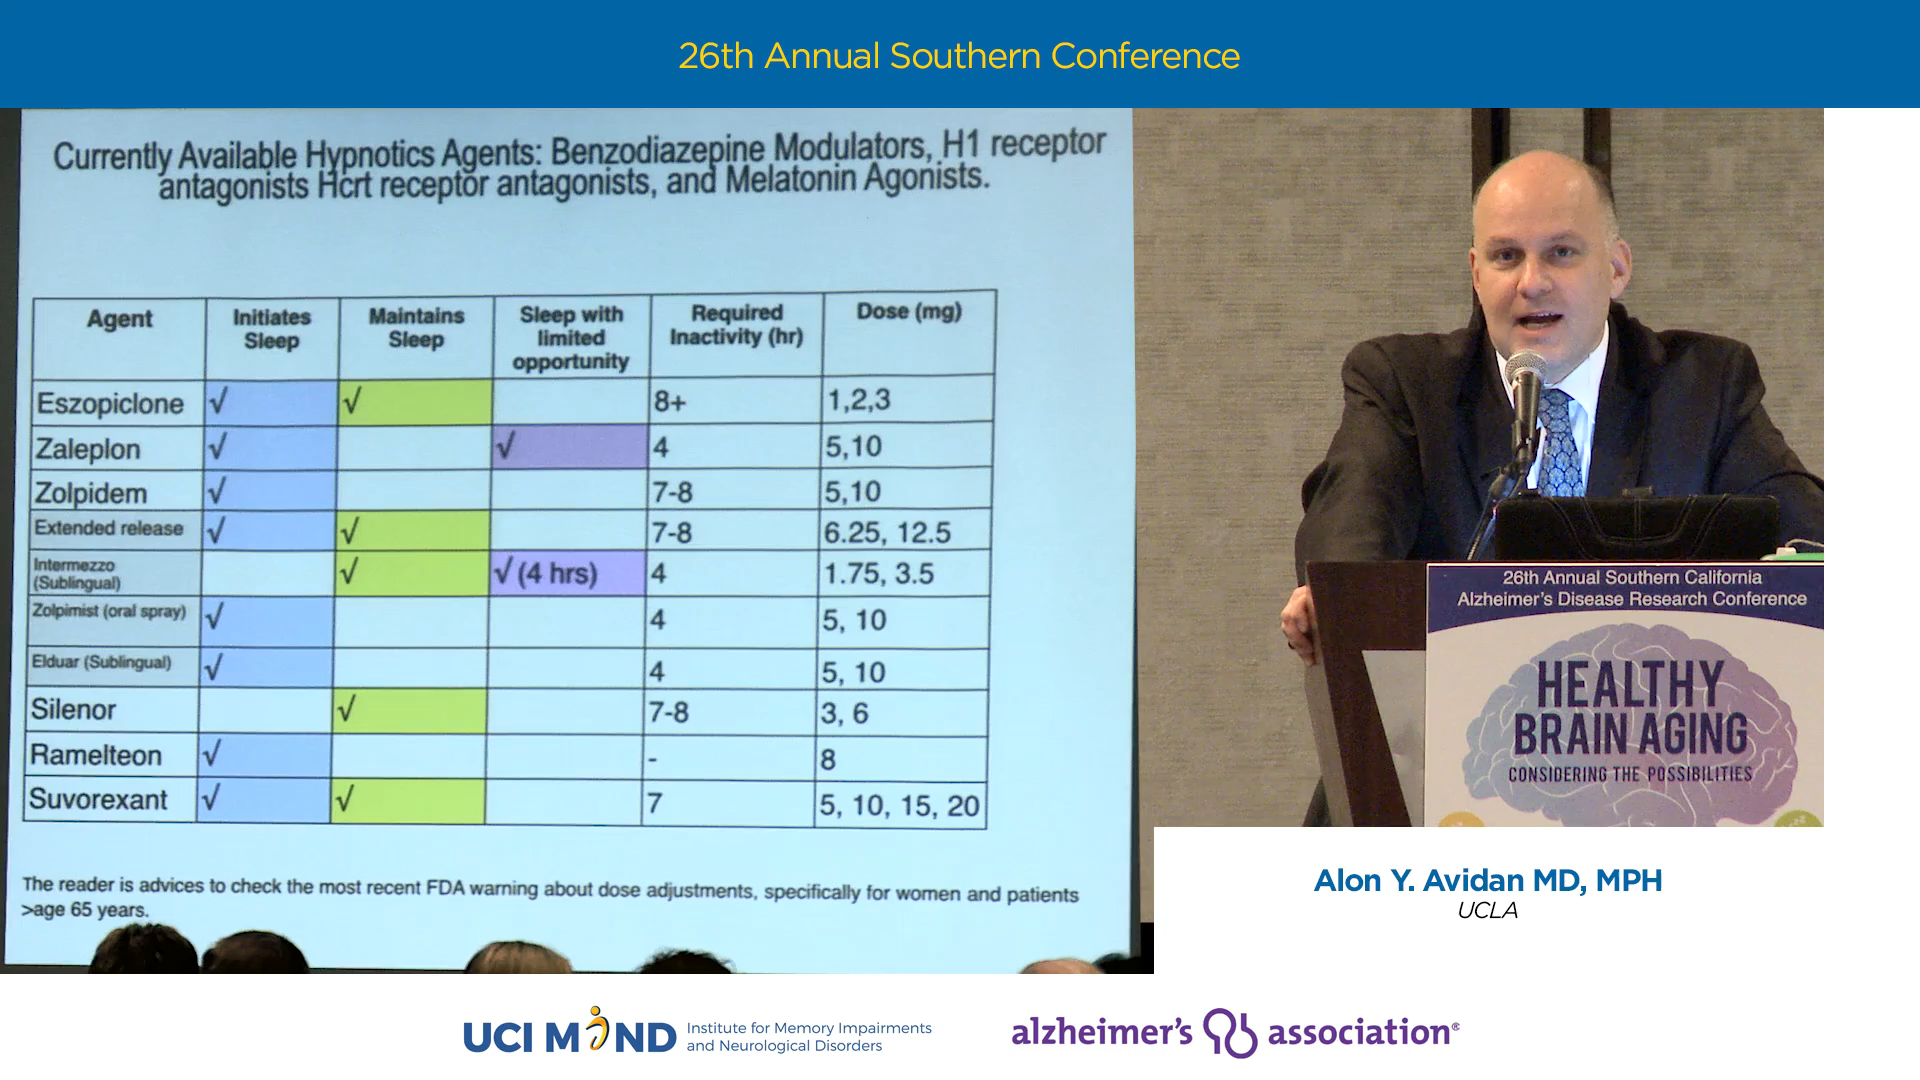 26th Annual Southern Conference
Currently Available Hypnotics Agents: Benzodiazepine Modulators, H1 receptor
antagonists Hcrt receptor antagonists, and Melatonin Agonists.
Agent Initiates Sleep Maintains Sleep Sleep with limited opportunity Required Inactivity (hr) Dose (mg)
Eszopiclone √ √ 8+ 1,2,3
Zaleplon √ √ 4 5,10
Zolpidem √ 7-8 5,10
Extended release √ √ 7-8 6.25, 12.5
Intermezzo (Sublingual) √ √ (4 hrs) 4 1.75, 3.5
Zolpimist (oral spray) √ 4 5, 10
Elduar (Sublingual) √ 4 5, 10
Silenor √ 7-8 3, 6
Ramelteon √ - 8
Suvorexant √ √ 7 5, 10, 15, 20
The reader is advices to check the most recent FDA warning about dose adjustments, specifically for women and patients
>age 65 years.
26th Annual Southern California
Alzheimer's Disease Research Conference
HEALTHY
BRAIN AGING
CONSIDERING THE POSSIBILITIES
Alon Y. Avidan MD, MPH
UCLA
UCI MIND
Institute for Memory Impairments
and Neurological Disorders
alzheimer's association®